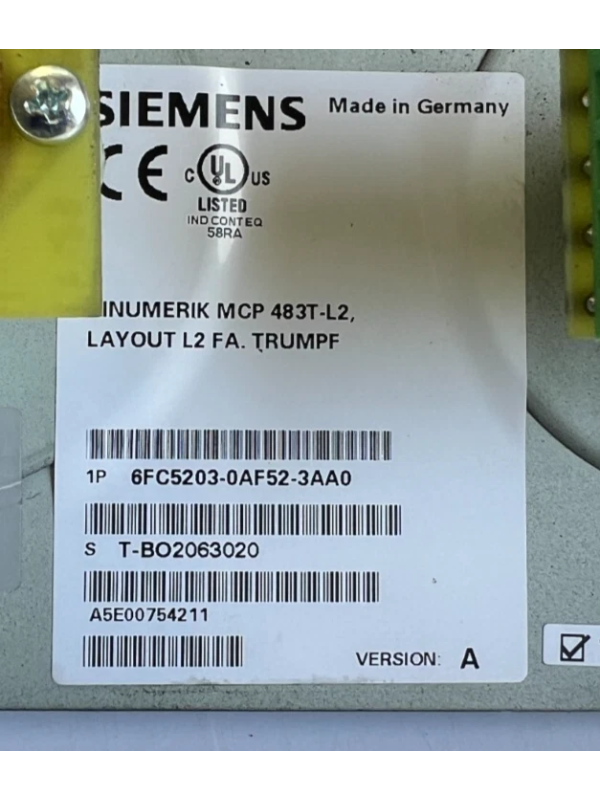 SIEMENS Made in Germany
CE C UL US
LISTED
IND CONT EQ
58RA
INUMERIK MCP 483T-L2,
LAYOUT L2 FA. TRUMPF
1P 6FC5203-0AF52-3AA0
S T-BO2063020
A5E00754211
VERSION: A